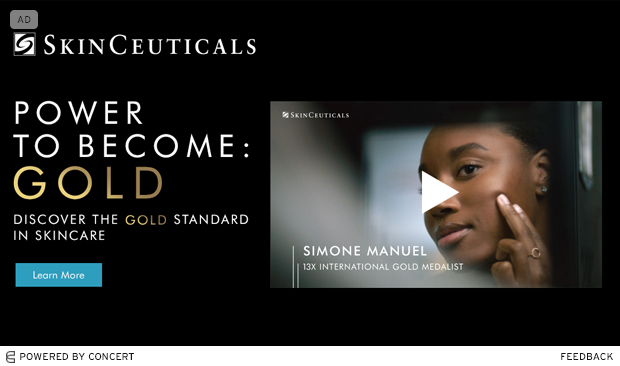 AD
SKINCEUTICALS
POWER
TO BECOME:
GOLD
DISCOVER THE GOLD STANDARD
IN SKINCARE
Learn More
SKINCEUTICALS
SIMONE MANUEL
13X INTERNATIONAL GOLD MEDALIST
POWERED BY CONCERT
FEEDBACK